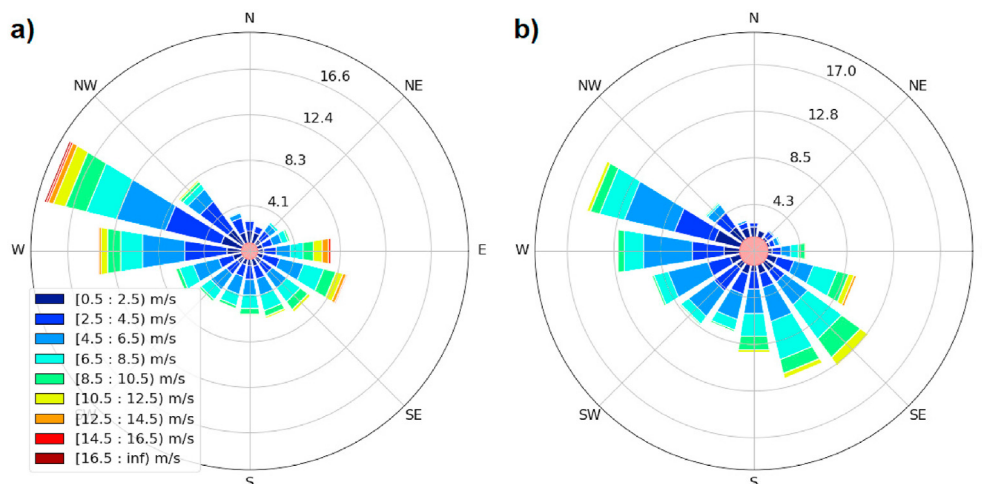 a)
N
NE
E
SE
S
SW
W
NW
16.6
12.4
8.3
4.1
[0.5 : 2.5) m/s
[2.5 : 4.5) m/s
[4.5 : 6.5) m/s
[6.5 : 8.5) m/s
[8.5 : 10.5) m/s
[10.5 : 12.5) m/s
[12.5 : 14.5) m/s
[14.5 : 16.5) m/s
[16.5 : inf) m/s
b)
N
NE
SE
S
SW
W
NW
17.0
12.8
8.5
4.3